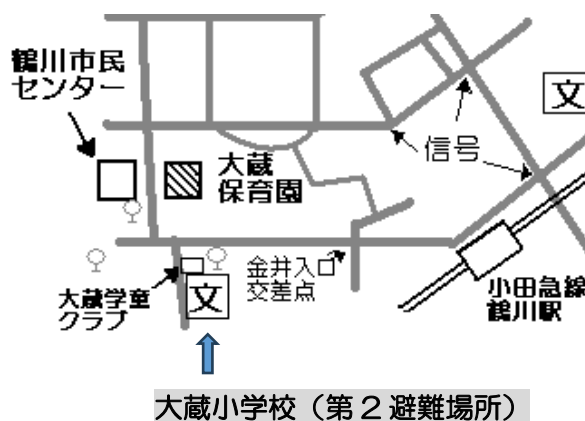 鶴川市民
センター
文
信号
大蔵
保育園
金井入口
交差点
小田急線
鶴川駅
大蔵学童
クラブ
文
大蔵小学校（第2避難場所）